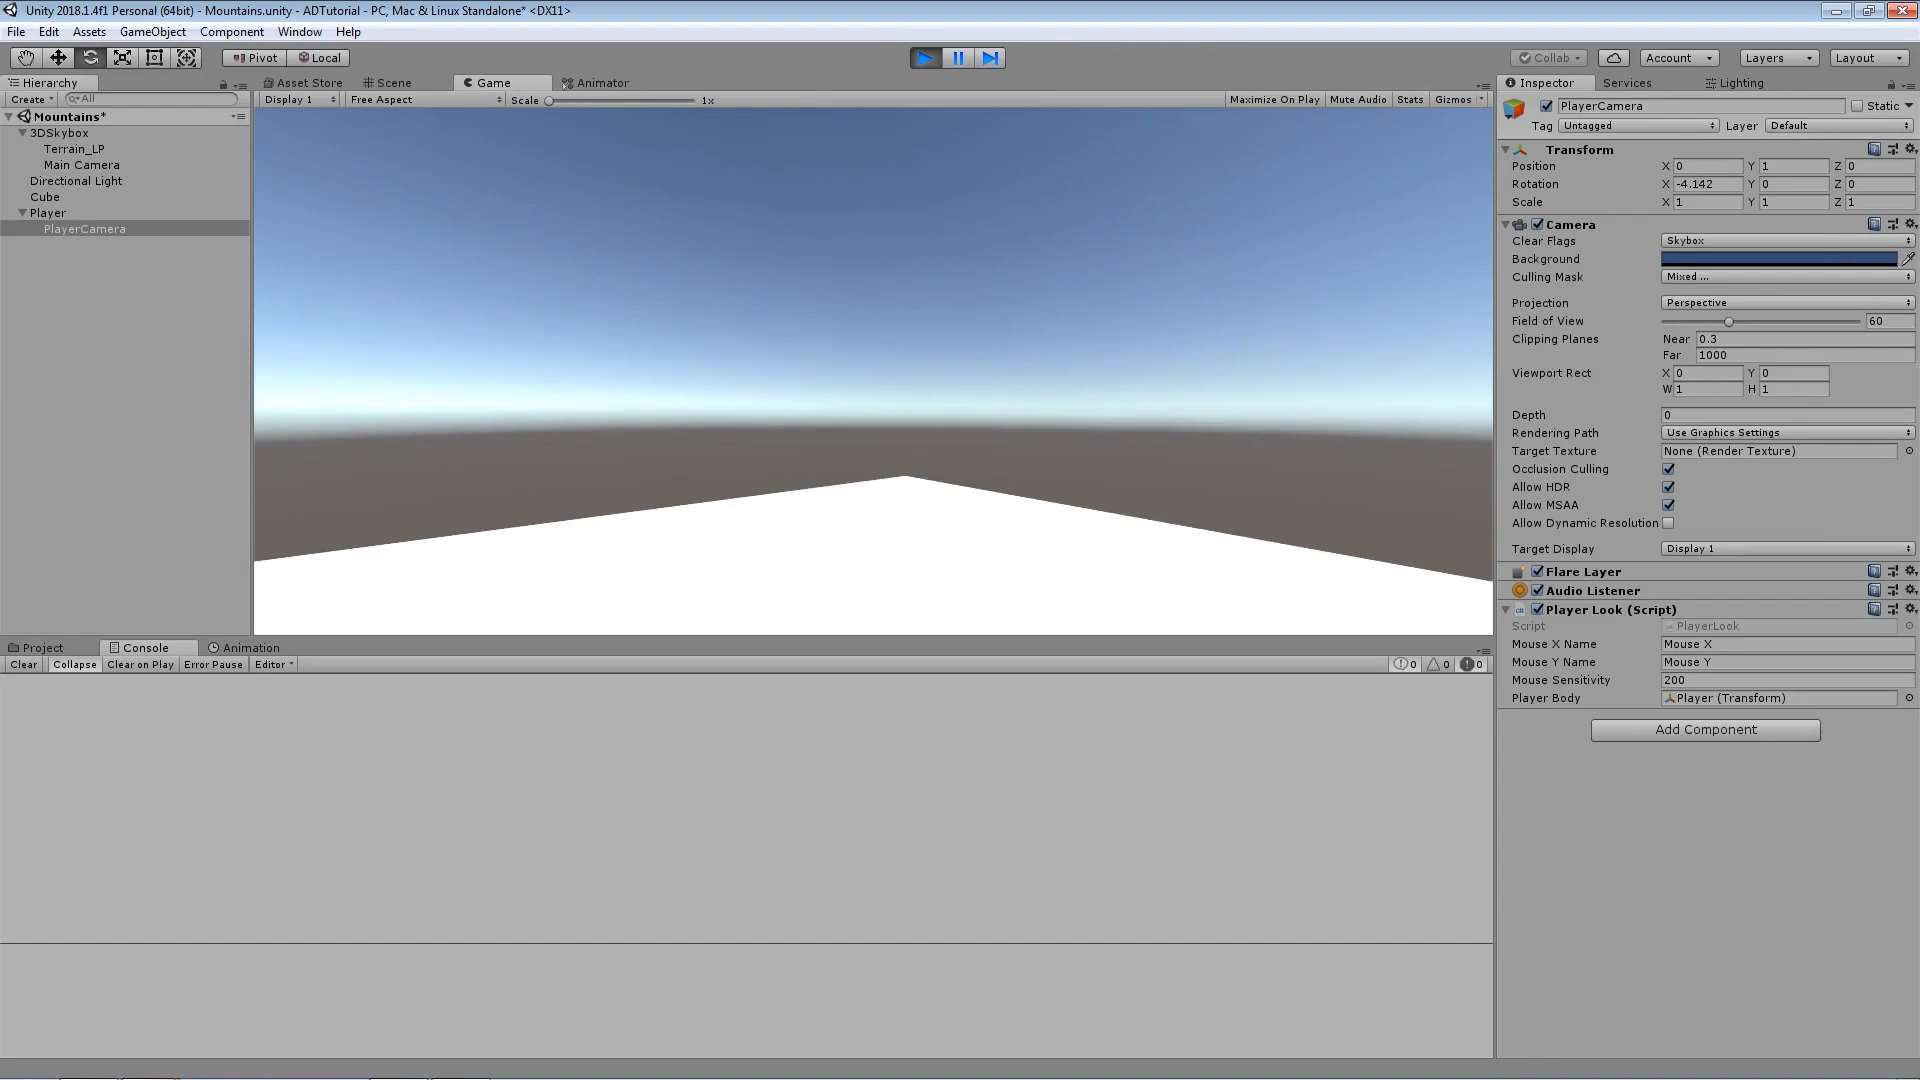 Unity 2018.1.4f1 Personal (64bit) - Mountains.unity - ADTutorial - PC, Mac & Linux Standalone* <DX11>
File Edit Assets GameObject Component Window Help
Pivot Local Collab Account Layers Layout
Hierarchy Asset Store Scene Game Animator Inspector Services Lighting
Create All Display 1 Free Aspect Scale 1x Maximize On Play Mute Audio Stats Gizmos
Mountains*
3DSkybox
Terrain_LP
Main Camera
Directional Light
Cube
Player
PlayerCamera
PlayerCamera Static
Tag Untagged Layer Default
Transform
Position X 0 Y 1 Z 0
Rotation X -4.142 Y 0 Z 0
Scale X 1 Y 1 Z 1
Camera
Clear Flags Skybox
Background
Culling Mask Mixed ...
Projection Perspective
Field of View 60
Clipping Planes Near 0.3
Far 1000
Viewport Rect X 0 Y 0
W 1 H 1
Depth 0
Rendering Path Use Graphics Settings
Target Texture None (Render Texture)
Occlusion Culling
Allow HDR
Allow MSAA
Allow Dynamic Resolution
Target Display Display 1
Flare Layer
Audio Listener
Player Look (Script)
Script PlayerLook
Mouse X Name Mouse X
Mouse Y Name Mouse Y
Mouse Sensitivity 200
Player Body Player (Transform)
Add Component
Project Console Animation
Clear Collapse Clear on Play Error Pause Editor 0 0 0